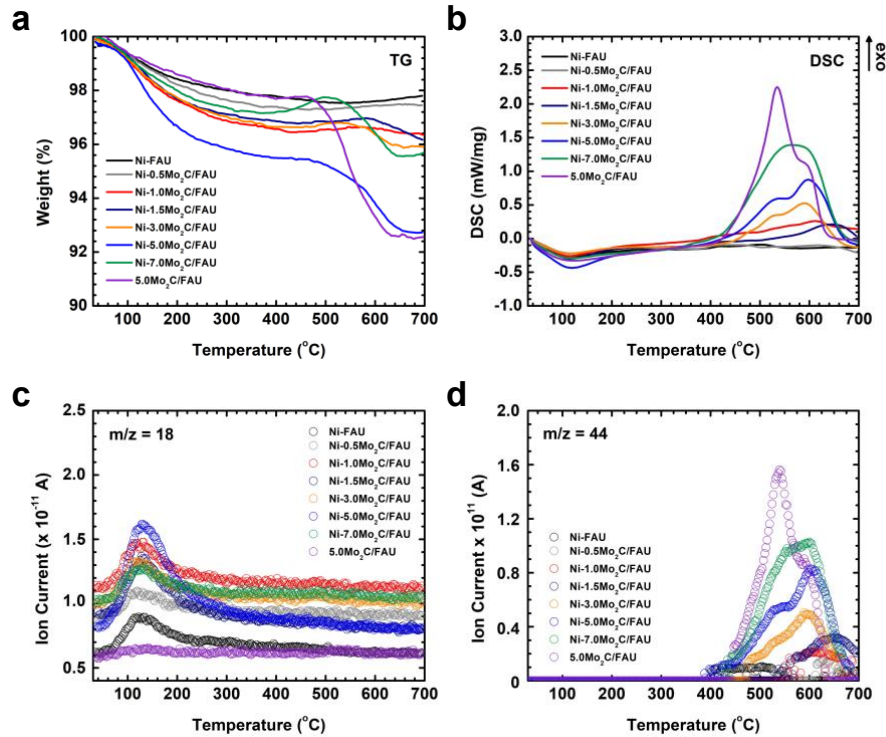 a
TG
Weight (%)
100
98
96
94
92
90
Ni-FAU
Ni-0.5Mo₂C/FAU
Ni-1.0Mo₂C/FAU
Ni-1.5Mo₂C/FAU
Ni-3.0Mo₂C/FAU
Ni-5.0Mo₂C/FAU
Ni-7.0Mo₂C/FAU
5.0Mo₂C/FAU
100 200 300 400 500 600 700
Temperature (°C)
b
DSC
exo
DSC (mW/mg)
3.0
2.5
2.0
1.5
1.0
0.5
0.0
-0.5
-1.0
Ni-FAU
Ni-0.5Mo₂C/FAU
Ni-1.0Mo₂C/FAU
Ni-1.5Mo₂C/FAU
Ni-3.0Mo₂C/FAU
Ni-5.0Mo₂C/FAU
Ni-7.0Mo₂C/FAU
5.0Mo₂C/FAU
100 200 300 400 500 600 700
Temperature (°C)
c
m/z = 18
Ion Current (x 10⁻¹¹ A)
2.5
2.0
1.5
1.0
0.5
Ni-FAU
Ni-0.5Mo₂C/FAU
Ni-1.0Mo₂C/FAU
Ni-1.5Mo₂C/FAU
Ni-3.0Mo₂C/FAU
Ni-5.0Mo₂C/FAU
Ni-7.0Mo₂C/FAU
5.0Mo₂C/FAU
100 200 300 400 500 600 700
Temperature (°C)
d
m/z = 44
Ion Current x 10¹¹ (A)
2.0
1.6
1.2
0.8
0.4
0
Ni-FAU
Ni-0.5Mo₂C/FAU
Ni-1.0Mo₂C/FAU
Ni-1.5Mo₂C/FAU
Ni-3.0Mo₂C/FAU
Ni-5.0Mo₂C/FAU
Ni-7.0Mo₂C/FAU
5.0Mo₂C/FAU
100 200 300 400 500 600 700
Temperature (°C)